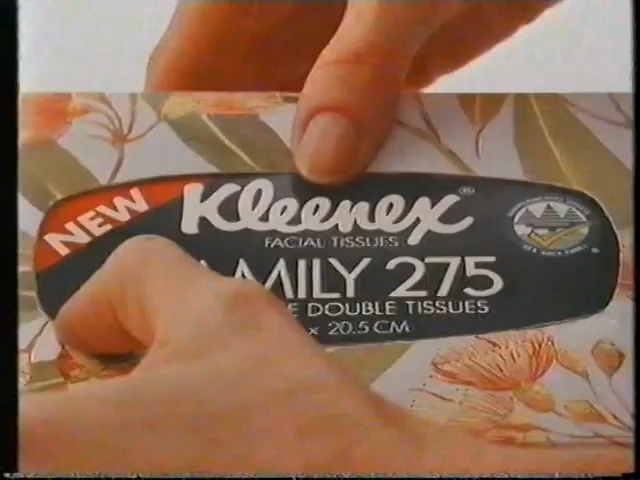 NEW
Kleenex®
FACIAL TISSUES
AMILY 275
E DOUBLE TISSUES
x 20.5 CM